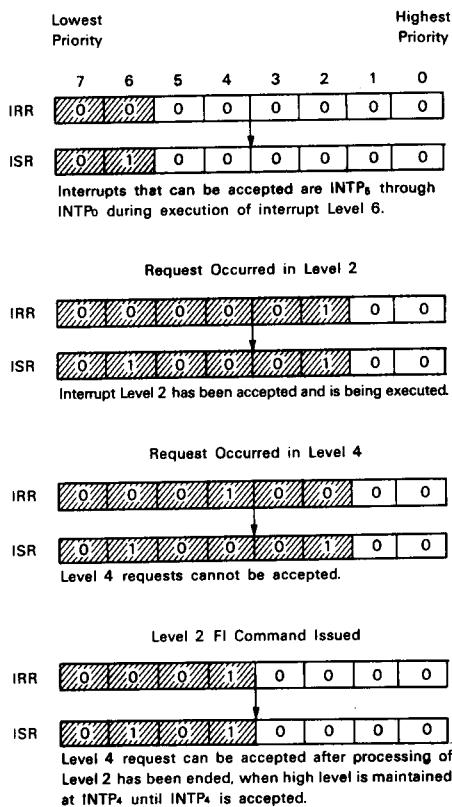 Lowest Priority
Highest Priority
7 6 5 4 3 2 1 0
IRR 0 0 0 0 0 0 0 0
ISR 0 1 0 0 0 0 0 0
Interrupts that can be accepted are INTP5 through
INTP0 during execution of interrupt Level 6.
Request Occurred in Level 2
IRR 0 0 0 0 0 1 0 0
ISR 0 1 0 0 0 1 0 0
Interrupt Level 2 has been accepted and is being executed.
Request Occurred in Level 4
IRR 0 0 0 1 0 0 0 0
ISR 0 1 0 0 0 1 0 0
Level 4 requests cannot be accepted.
Level 2 FI Command Issued
IRR 0 0 0 1 0 0 0 0
ISR 0 1 0 1 0 0 0 0
Level 4 request can be accepted after processing of
Level 2 has been ended, when high level is maintained
at INTP4 until INTP4 is accepted.